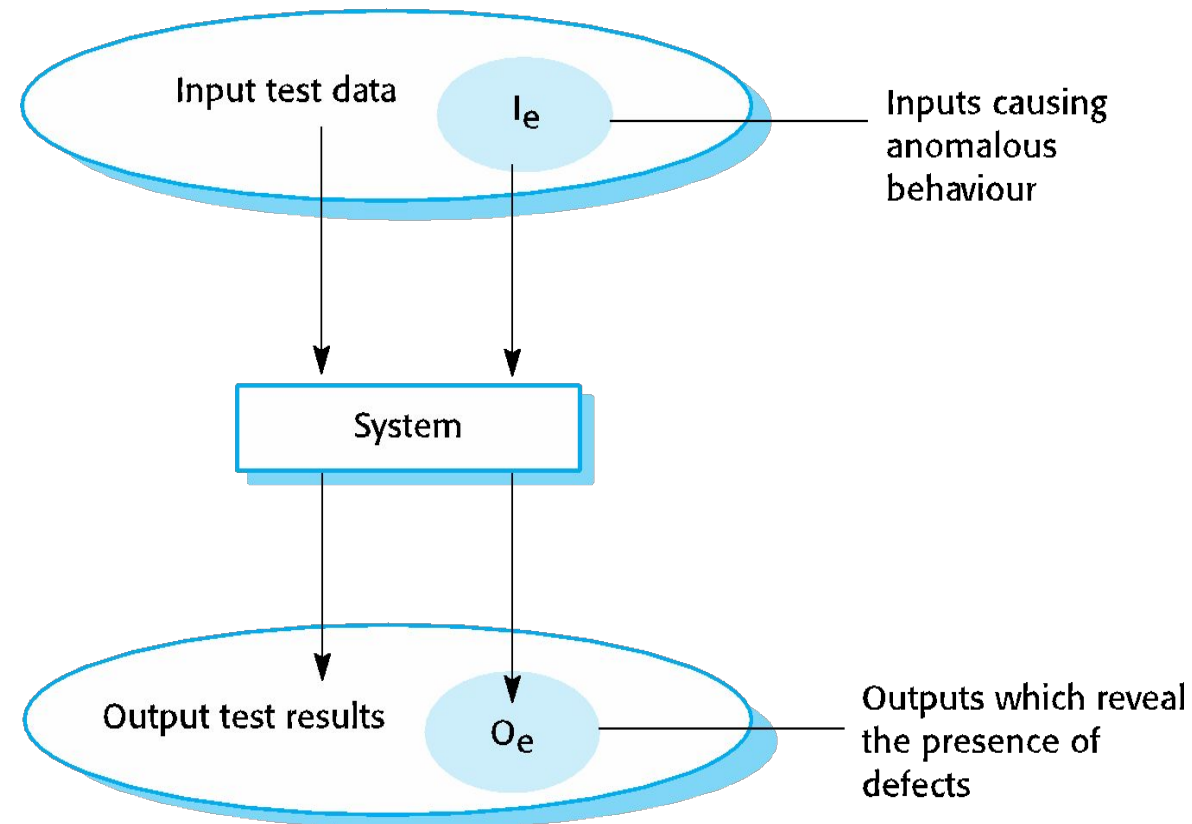 Input test data
Ie
Inputs causing
anomalous
behaviour
System
Output test results
Oe
Outputs which reveal
the presence of
defects